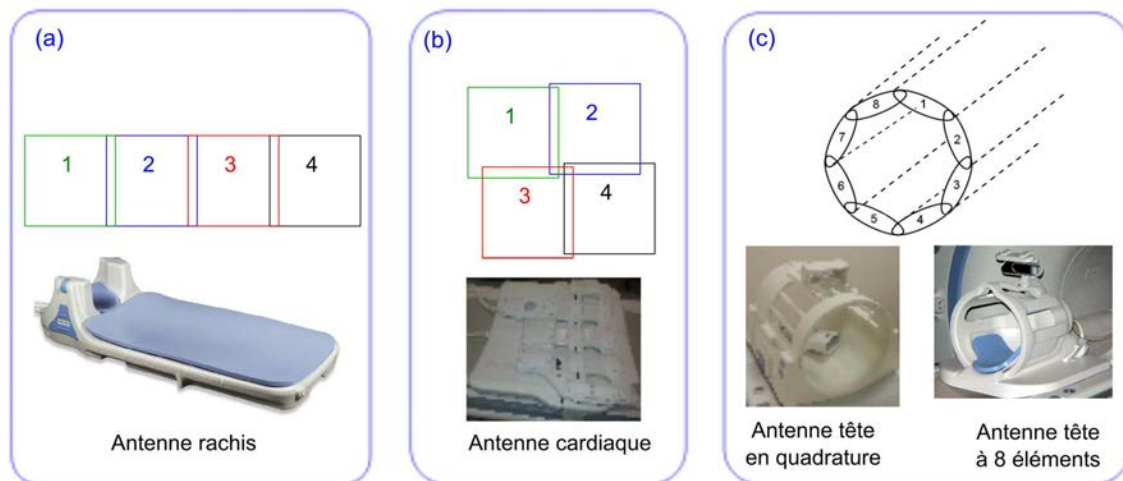 (a)
1 2 3 4
Antenne rachis
(b)
1 2
3 4
Antenne cardiaque
(c)
8 1
7 2
6 3
5 4
Antenne tête
en quadrature
Antenne tête
à 8 éléments